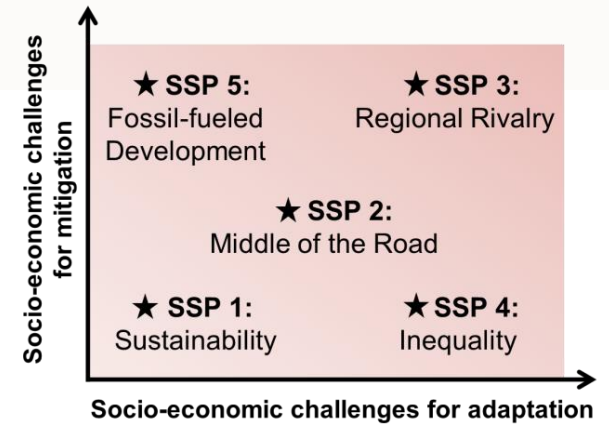 Socio-economic challenges
for mitigation
★ SSP 5:
Fossil-fueled
Development
★ SSP 3:
Regional Rivalry
★ SSP 2:
Middle of the Road
★ SSP 1:
Sustainability
★ SSP 4:
Inequality
Socio-economic challenges for adaptation